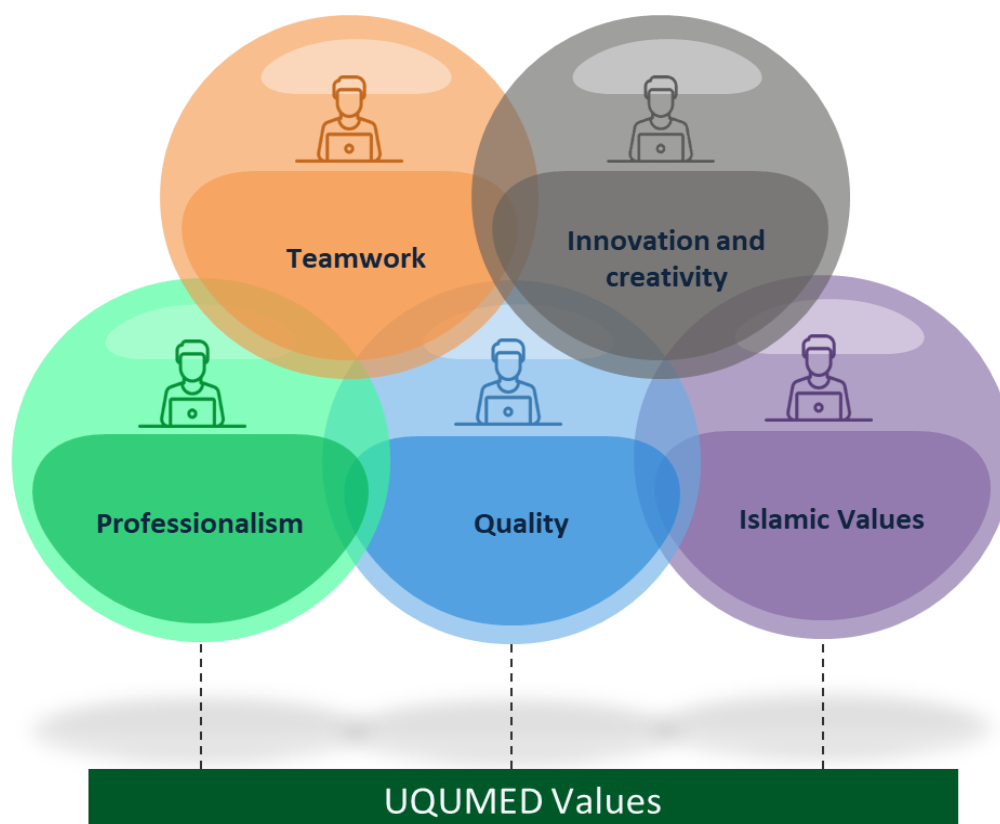 Teamwork
Innovation and
creativity
Professionalism
Quality
Islamic Values
UQUMED Values